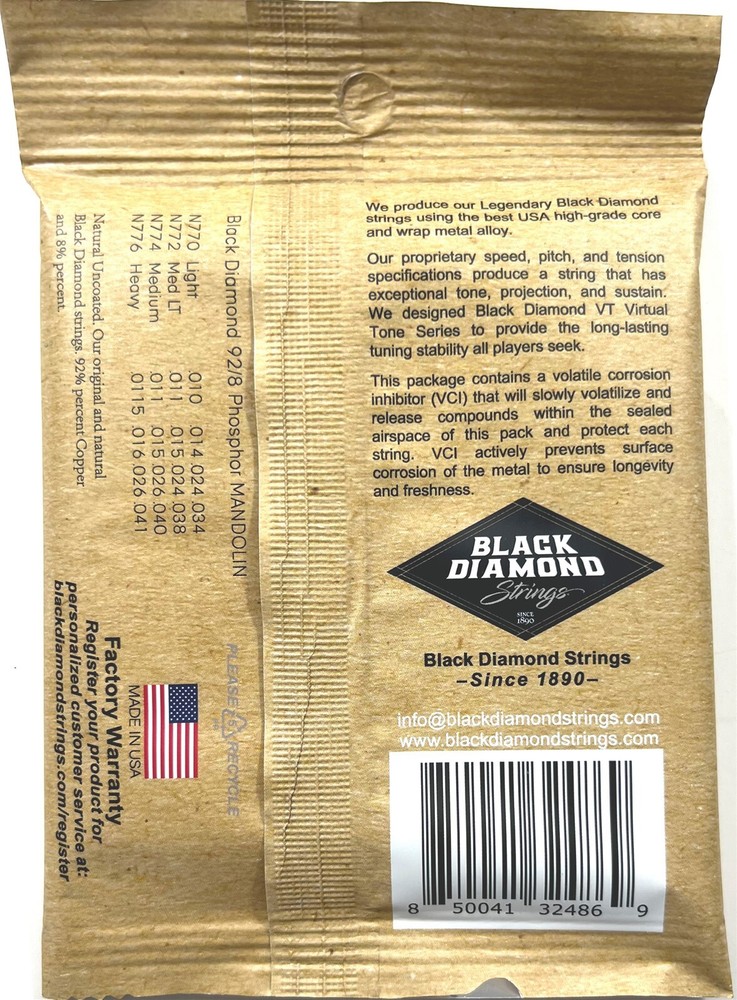 We produce our Legendary Black Diamond
strings using the best USA high-grade core
and wrap metal alloy.
Our proprietary speed, pitch, and tension
specifications produce a string that has
exceptional tone, projection, and sustain.
We designed Black Diamond VT Virtual
Tone Series to provide the long-lasting
tuning stability all players seek.
This package contains a volatile corrosion
inhibitor (VCI) that will slowly volatilize and
release compounds within the sealed
airspace of this pack and protect each
string. VCI actively prevents surface
corrosion of the metal to ensure longevity
and freshness.
BLACK
DIAMOND
Strings
SINCE
1890
Black Diamond Strings
–Since 1890–
info@blackdiamondstrings.com
www.blackdiamondstrings.com
8 50041 32486 9
Black Diamond 92/8 Phosphor MANDOLIN
N770 Light .010 .014 .024 .034
N772 Med LT .011 .015 .024 .038
N774 Medium .011 .015 .026 .040
N776 Heavy .0115 .016 .026 .041
Natural Uncoated. Our original and natural
Black Diamond strings. 92% percent Copper
and 8% percent.
PLEASE RECYCLE
MADE IN USA
Factory Warranty
Register your product for
personalized customer service at:
blackdiamondstrings.com/register